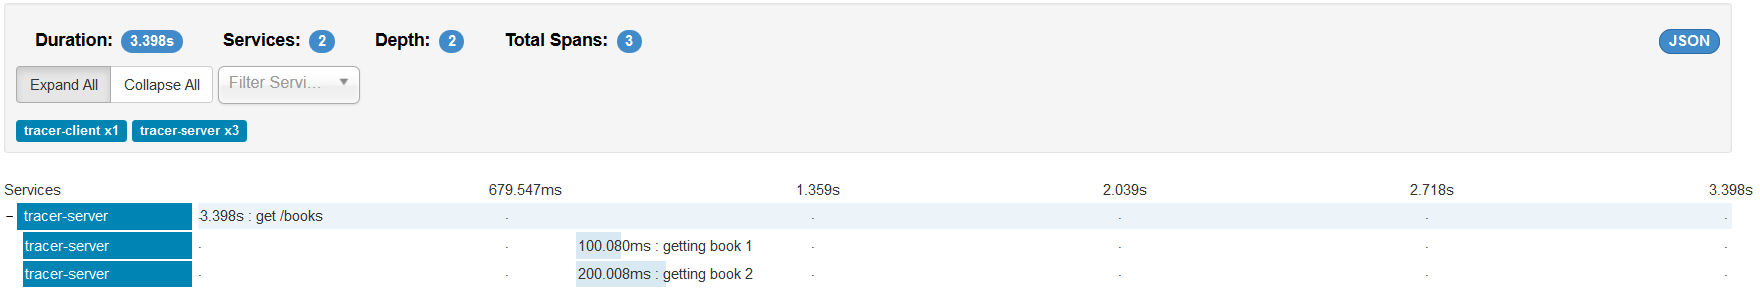 Duration: 3.398s Services: 2 Depth: 2 Total Spans: 3 JSON
Expand All Collapse All Filter Servi...
tracer-client x1 tracer-server x3
Services 679.547ms 1.359s 2.039s 2.718s 3.398s
− tracer-server 3.398s : get /books
tracer-server 100.080ms : getting book 1
tracer-server 200.008ms : getting book 2